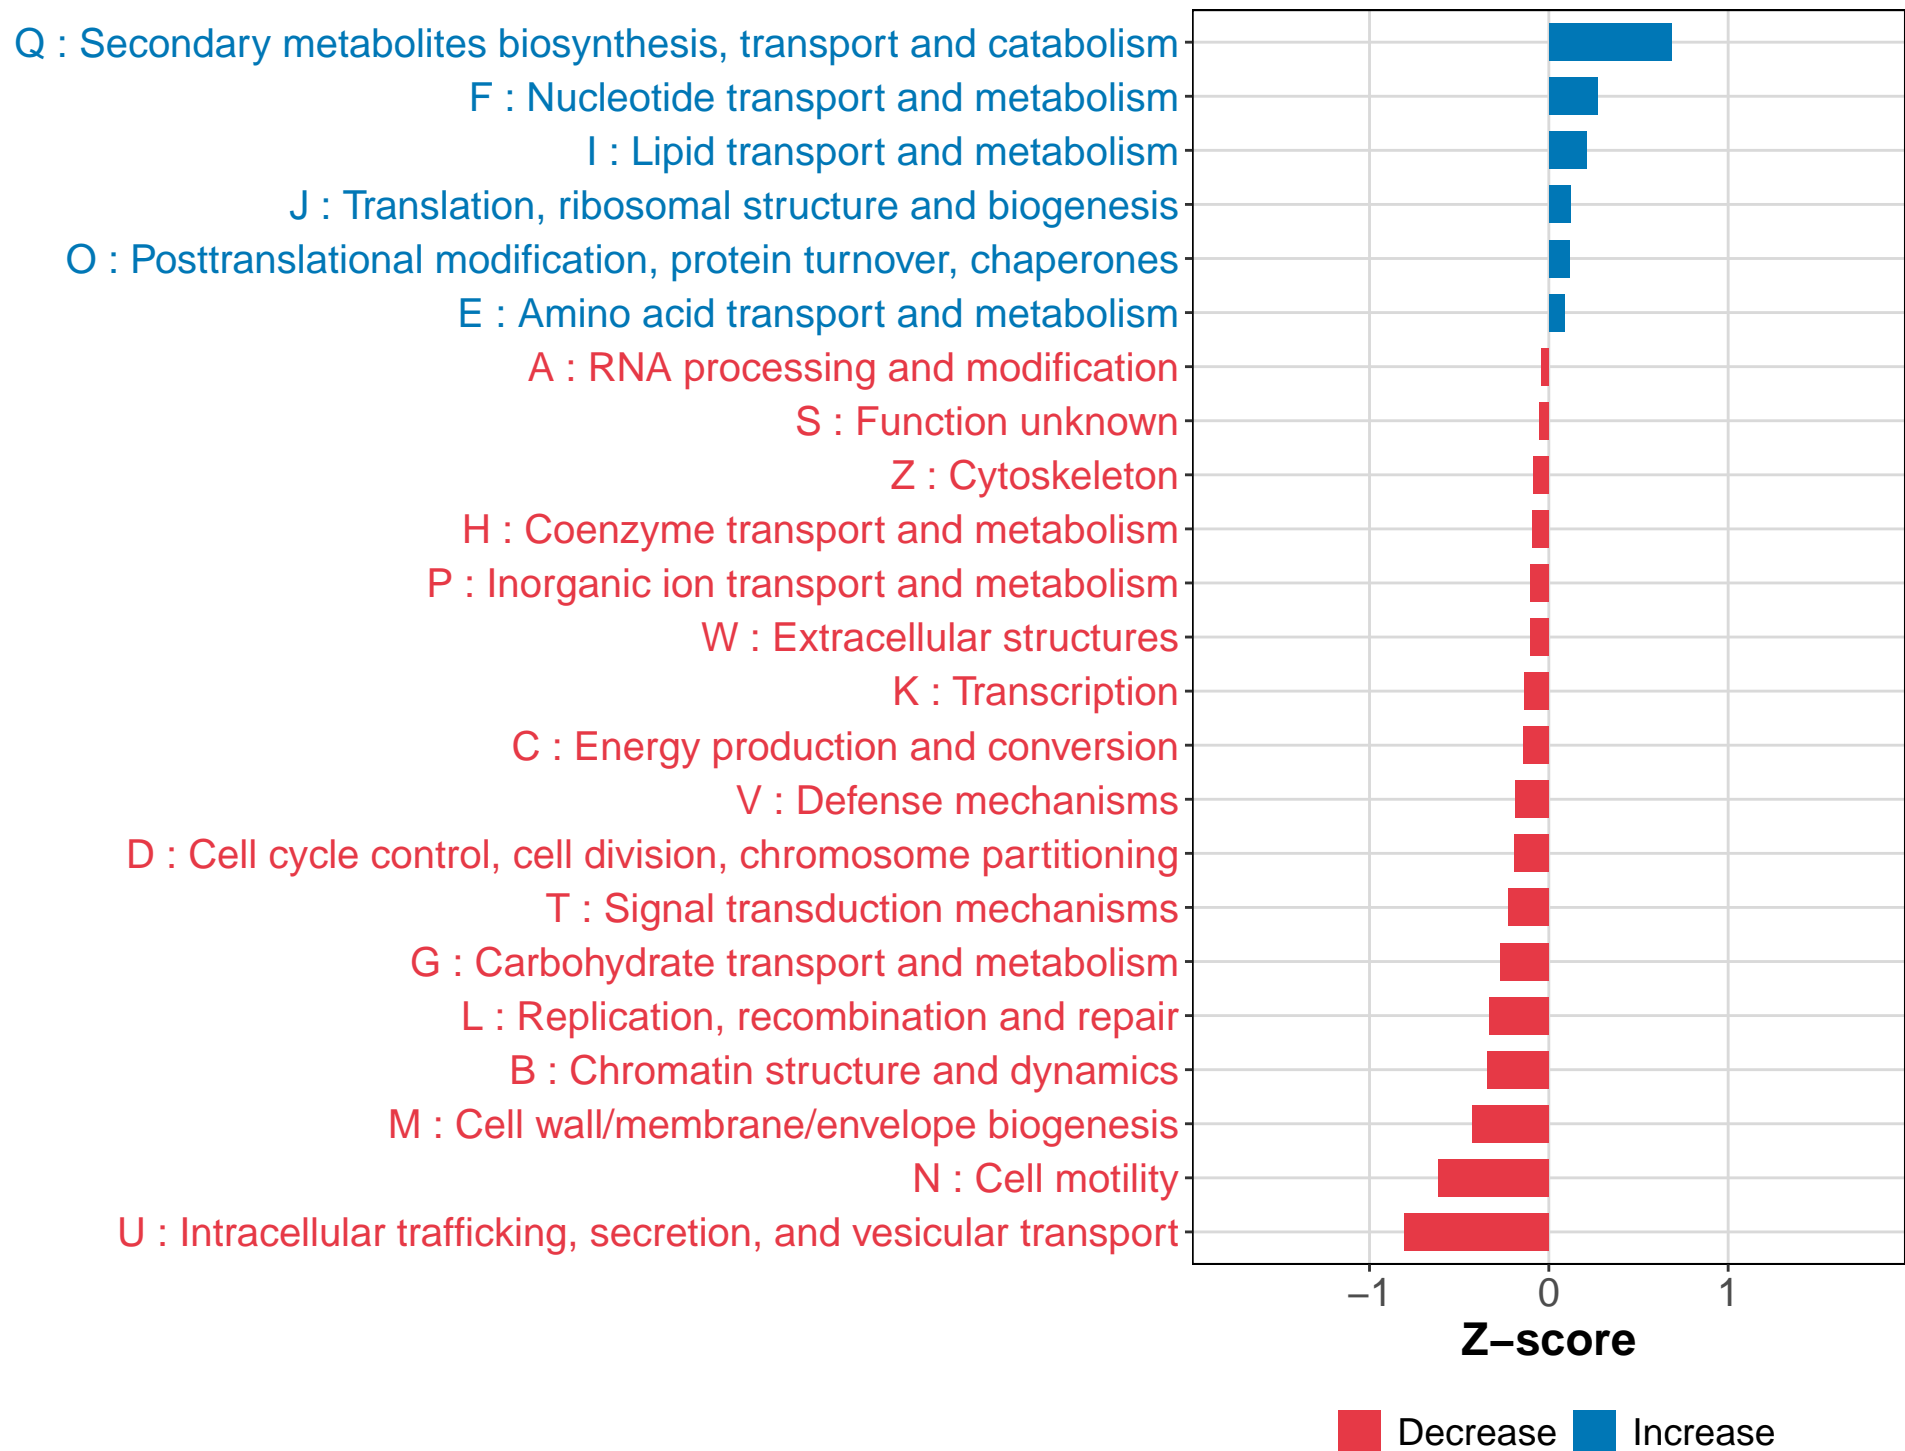 Q : Secondary metabolites biosynthesis, transport and catabolism
F : Nucleotide transport and metabolism
I : Lipid transport and metabolism
J : Translation, ribosomal structure and biogenesis
O : Posttranslational modification, protein turnover, chaperones
E : Amino acid transport and metabolism
A : RNA processing and modification
S : Function unknown
Z : Cytoskeleton
H : Coenzyme transport and metabolism
P : Inorganic ion transport and metabolism
W : Extracellular structures
K : Transcription
C : Energy production and conversion
V : Defense mechanisms
D : Cell cycle control, cell division, chromosome partitioning
T : Signal transduction mechanisms
G : Carbohydrate transport and metabolism
L : Replication, recombination and repair
B : Chromatin structure and dynamics
M : Cell wall/membrane/envelope biogenesis
N : Cell motility
U : Intracellular trafficking, secretion, and vesicular transport
−1 0 1
Z−score
Decrease Increase